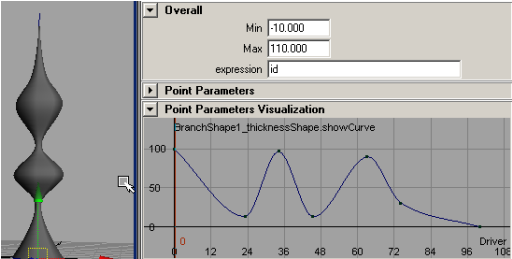 Overall
Min -10.000
Max 110.000
expression id
Point Parameters
Point Parameters Visualization
BranchShape1_thicknessShape.showCurve
100
50
0
0 Driver
0 12 24 36 48 60 72 84 96 108